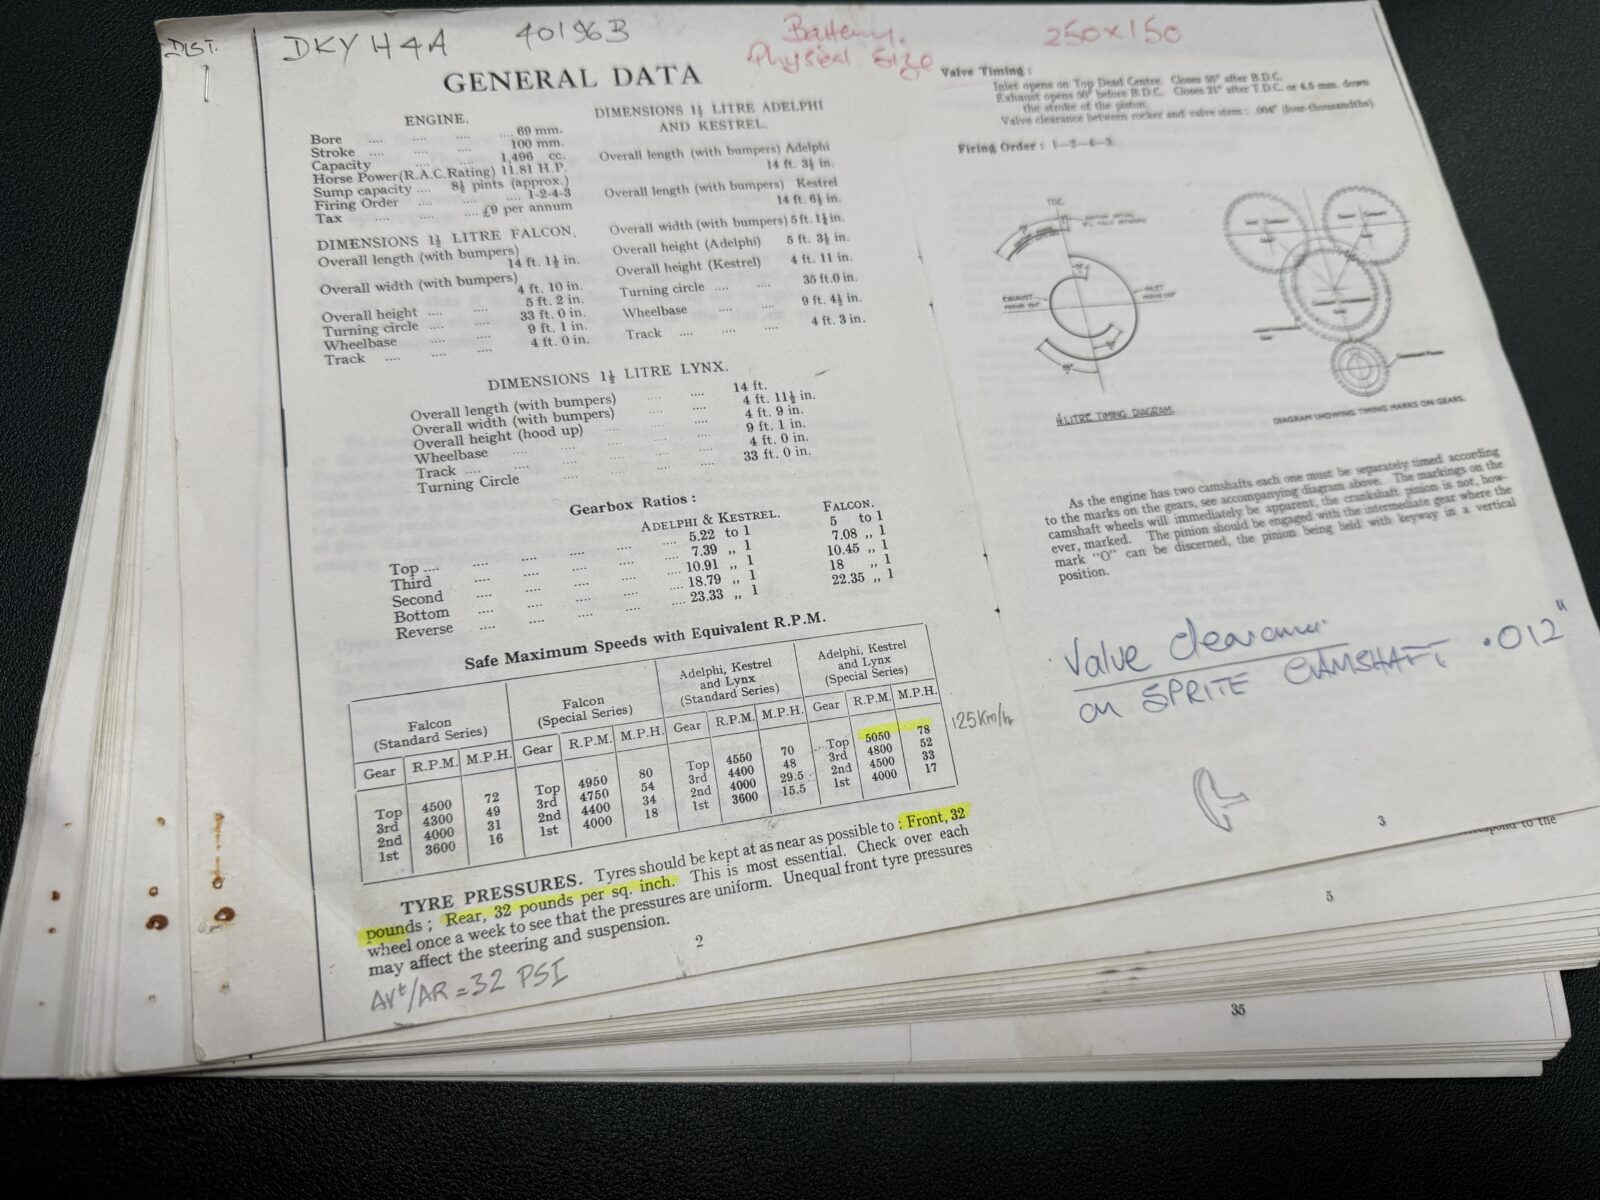 DIST.
DKY H4A 40196B
Battery.
Physical Size
250 x 150
GENERAL DATA
ENGINE.
Bore .... .... .... .... 69 mm.
Stroke .... .... .... .... 100 mm.
Capacity .... .... .... 1,496 cc.
Horse Power (R.A.C. Rating) 11.81 H.P.
Sump capacity .... 8½ pints (approx.)
Firing Order .... .... .... 1-2-4-3
Tax .... .... .... £9 per annum
DIMENSIONS 1½ LITRE FALCON.
Overall length (with bumpers)
14 ft. 1½ in.
Overall width (with bumpers)
4 ft. 10 in.
Overall height .... .... 5 ft. 2 in.
Turning circle .... .... 33 ft. 0 in.
Wheelbase .... .... 9 ft. 1 in.
Track .... .... .... 4 ft. 0 in.
DIMENSIONS 1½ LITRE ADELPHI
AND KESTREL.
Overall length (with bumpers) Adelphi
14 ft. 3½ in.
Overall length (with bumpers) Kestrel
14 ft. 6½ in.
Overall width (with bumpers) 5 ft. 1½ in.
Overall height (Adelphi) 5 ft. 3½ in.
Overall height (Kestrel) 4 ft. 11 in.
Turning circle .... .... 35 ft. 0 in.
Wheelbase .... 9 ft. 4½ in.
Track .... .... .... 4 ft. 3 in.
DIMENSIONS 1½ LITRE LYNX.
Overall length (with bumpers) .... .... 14 ft.
Overall width (with bumpers) .... .... 4 ft. 11½ in.
Overall height (hood up) .... .... .... 4 ft. 9 in.
Wheelbase .... .... .... .... 9 ft. 1 in.
Track .... .... .... .... .... 4 ft. 0 in.
Turning Circle .... .... .... .... 33 ft. 0 in.
Gearbox Ratios :
ADELPHI & KESTREL. FALCON.
Top .... .... .... .... .... 5.22 to 1 5 to 1
Third .... .... .... .... 7.39 ,, 1 7.08 ,, 1
Second .... .... .... .... 10.91 ,, 1 10.45 ,, 1
Bottom .... .... .... .... 18.79 ,, 1 18 ,, 1
Reverse .... .... .... .... 23.33 ,, 1 22.35 ,, 1
Safe Maximum Speeds with Equivalent R.P.M.
Falcon
(Standard Series)
Gear R.P.M. M.P.H.
Top 4500 72
3rd 4300 49
2nd 4000 31
1st 3600 16
Falcon
(Special Series)
Gear R.P.M. M.P.H.
Top 4950 80
3rd 4750 54
2nd 4400 34
1st 4000 18
Adelphi, Kestrel
and Lynx
(Standard Series)
Gear R.P.M. M.P.H.
Top 4550 70
3rd 4400 48
2nd 4000 29.5
1st 3600 15.5
Adelphi, Kestrel
and Lynx
(Special Series)
Gear R.P.M. M.P.H.
Top 5050 78
3rd 4800 52
2nd 4500 33
1st 4000 17
125 Km/hr
TYRE PRESSURES. Tyres should be kept at as near as possible to : Front, 32
pounds ; Rear, 32 pounds per sq. inch. This is most essential. Check over each
wheel once a week to see that the pressures are uniform. Unequal front tyre pressures
may affect the steering and suspension.
2
AVt/AR = 32 PSI
Valve Timing :
Inlet opens on Top Dead Centre. Closes 56° after B.D.C.
Exhaust opens 50° before B.D.C. Closes 21° after T.D.C. or 4.5 mm. down
the stroke of the piston.
Valve clearance between rocker and valve stem : .004" (four-thousandths).
Firing Order : 1—2—4—3
T.D.C.
EXHAUST
INLET
1½ LITRE TIMING DIAGRAM.
DIAGRAM SHOWING TIMING MARKS ON GEARS.
As the engine has two camshafts each one must be separately timed according
to the marks on the gears, see accompanying diagram above. The markings on the
camshaft wheels will immediately be apparent, the crankshaft pinion is not, how-
ever, marked. The pinion should be engaged with the intermediate gear where the
mark "O" can be discerned, the pinion being held with keyway in a vertical
position.
Valve clearance
on SPRITE CAMSHAFT .012"
3
to the
5
35